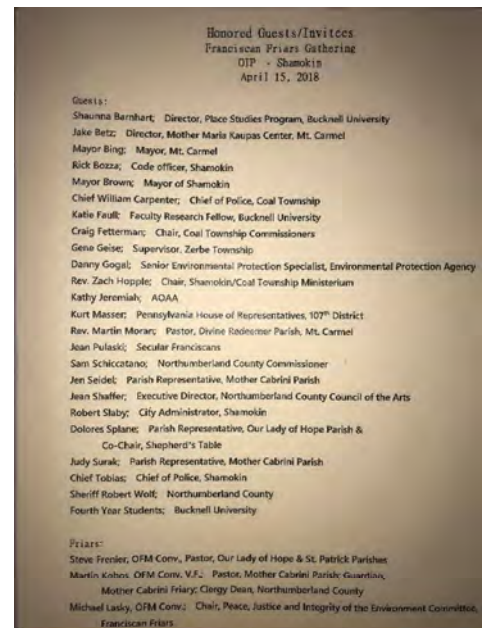 Honored Guests/Invitees
Franciscan Friars Gathering
OIP - Shamokin
April 15, 2018
Guests:
Shaunna Barnhart; Director, Place Studies Program, Bucknell University
Jake Betz; Director, Mother Maria Kaupas Center, Mt. Carmel
Mayor Bing; Mayor, Mt. Carmel
Rick Bozza; Code officer, Shamokin
Mayor Brown; Mayor of Shamokin
Chief William Carpenter; Chief of Police, Coal Township
Katie Faull; Faculty Research Fellow, Bucknell University
Craig Fetterman; Chair, Coal Township Commissioners
Gene Geise; Supervisor, Zerbe Township
Danny Gogal; Senior Environmental Protection Specialist, Environmental Protection Agency
Rev. Zach Hopple; Chair, Shamokin/Coal Township Ministerium
Kathy Jeremiah; AOAA
Kurt Masser; Pennsylvania House of Representatives, 107th District
Rev. Martin Moran; Pastor, Divine Redeemer Parish, Mt. Carmel
Joan Pulaski; Secular Franciscans
Sam Schiccatano; Northumberland County Commissioner
Jen Seidel; Parish Representative, Mother Cabrini Parish
Jean Shaffer; Executive Director, Northumberland County Council of the Arts
Robert Slaby; City Administrator, Shamokin
Dolores Splane; Parish Representative, Our Lady of Hope Parish &
Co-Chair, Shepherd's Table
Judy Surak; Parish Representative, Mother Cabrini Parish
Chief Tobias; Chief of Police, Shamokin
Sheriff Robert Wolf; Northumberland County
Fourth Year Students; Bucknell University
Friars:
Steve Frenier, OFM Conv., Pastor, Our Lady of Hope & St. Patrick Parishes
Martin Kobos, OFM Conv. V.F.; Pastor, Mother Cabrini Parish; Guardian,
Mother Cabrini Friary; Clergy Dean, Northumberland County
Michael Lasky, OFM Conv.; Chair, Peace, Justice and Integrity of the Environment Committee,
Franciscan Friars